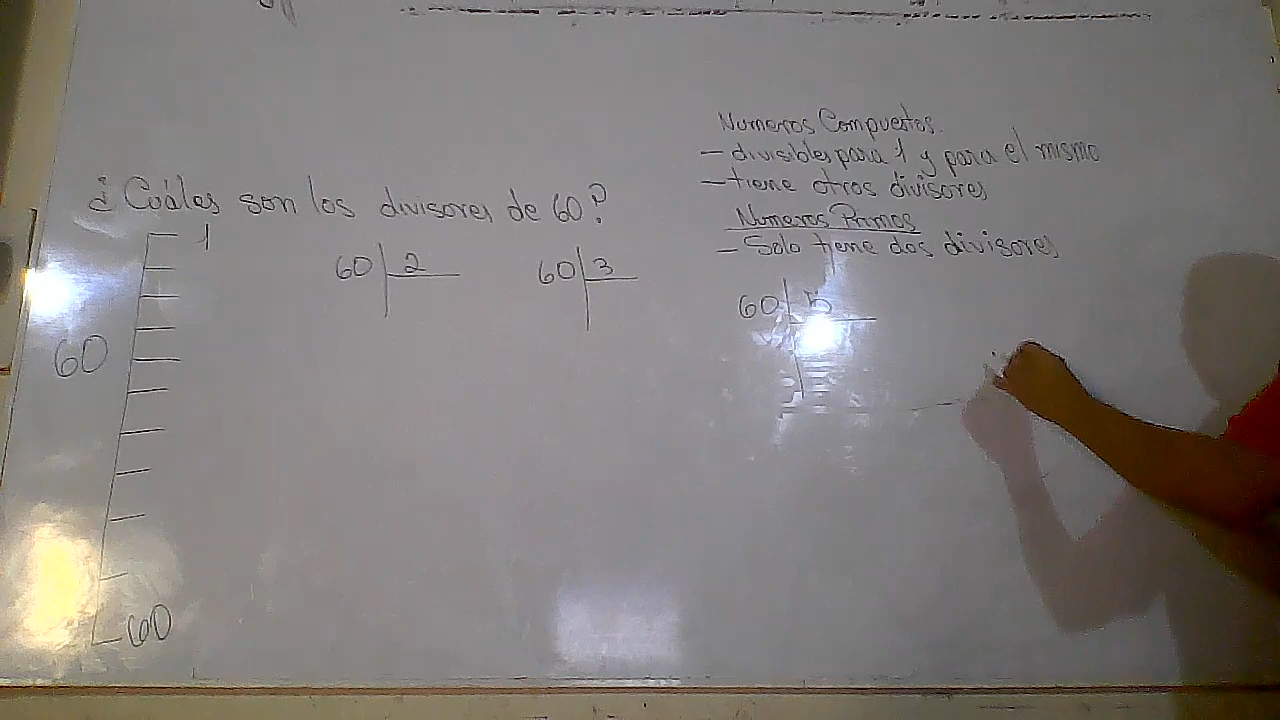 ¿Cuáles son los divisores de 60?
1
60
60
60 2
60 3
Numeros Compuestos.
- divisibles para 1 y para el mismo
- tiene otros divisores
Numeros Primos
- Solo tiene dos divisores
60 5